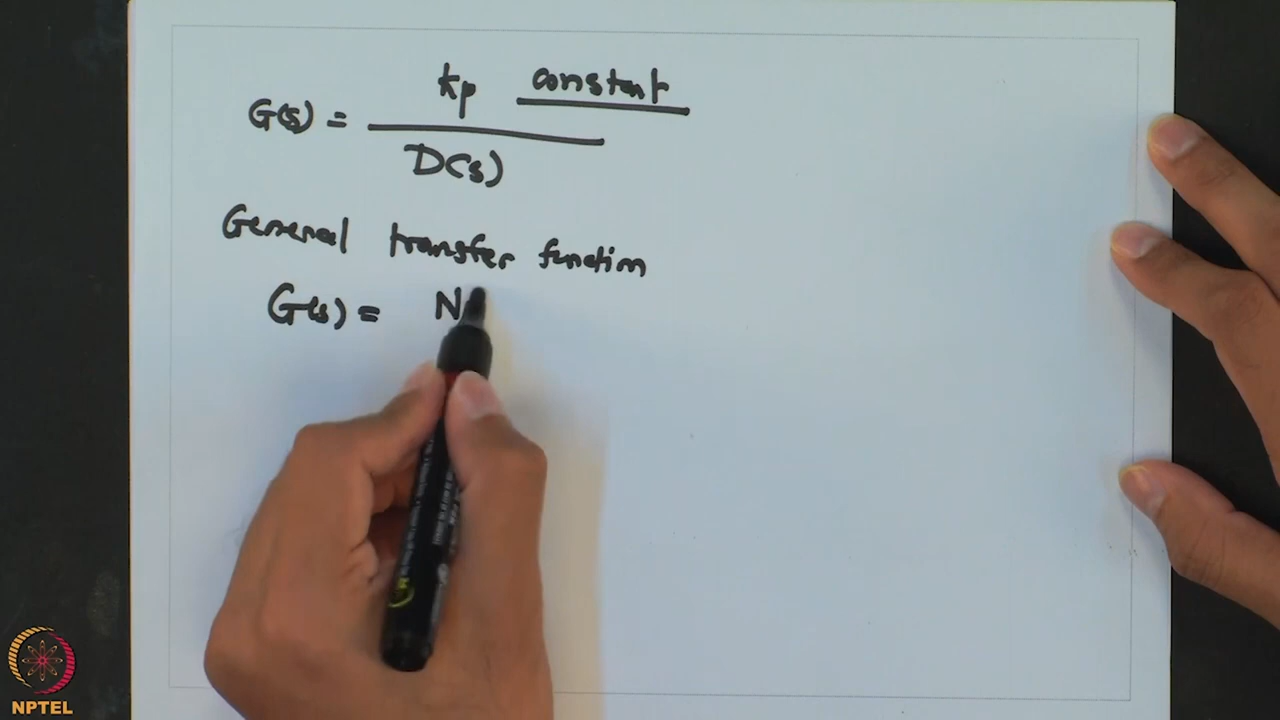 G(s) = kp constant
D(s)
General transfer function
G(s) = N
NPTEL